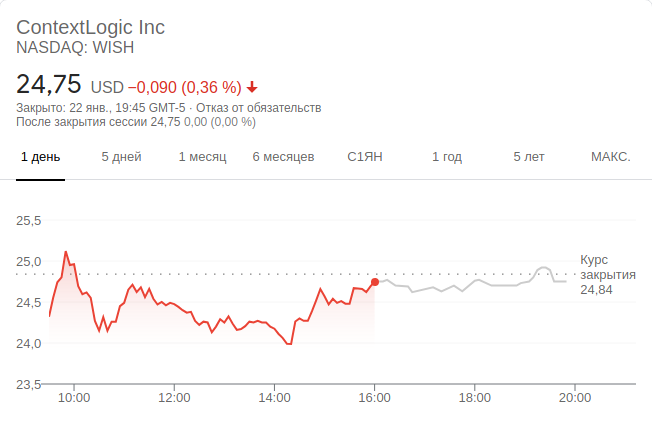 ContextLogic Inc
NASDAQ: WISH
24,75 USD −0,090 (0,36 %)
Закрыто: 22 янв., 19:45 GMT-5 · Отказ от обязательств
После закрытия сессии 24,75 0,00 (0,00 %)
1 день 5 дней 1 месяц 6 месяцев С1ЯН 1 год 5 лет МАКС.
25,5
25,0
24,5
24,0
23,5
Курс
закрытия
24,84
10:00 12:00 14:00 16:00 18:00 20:00